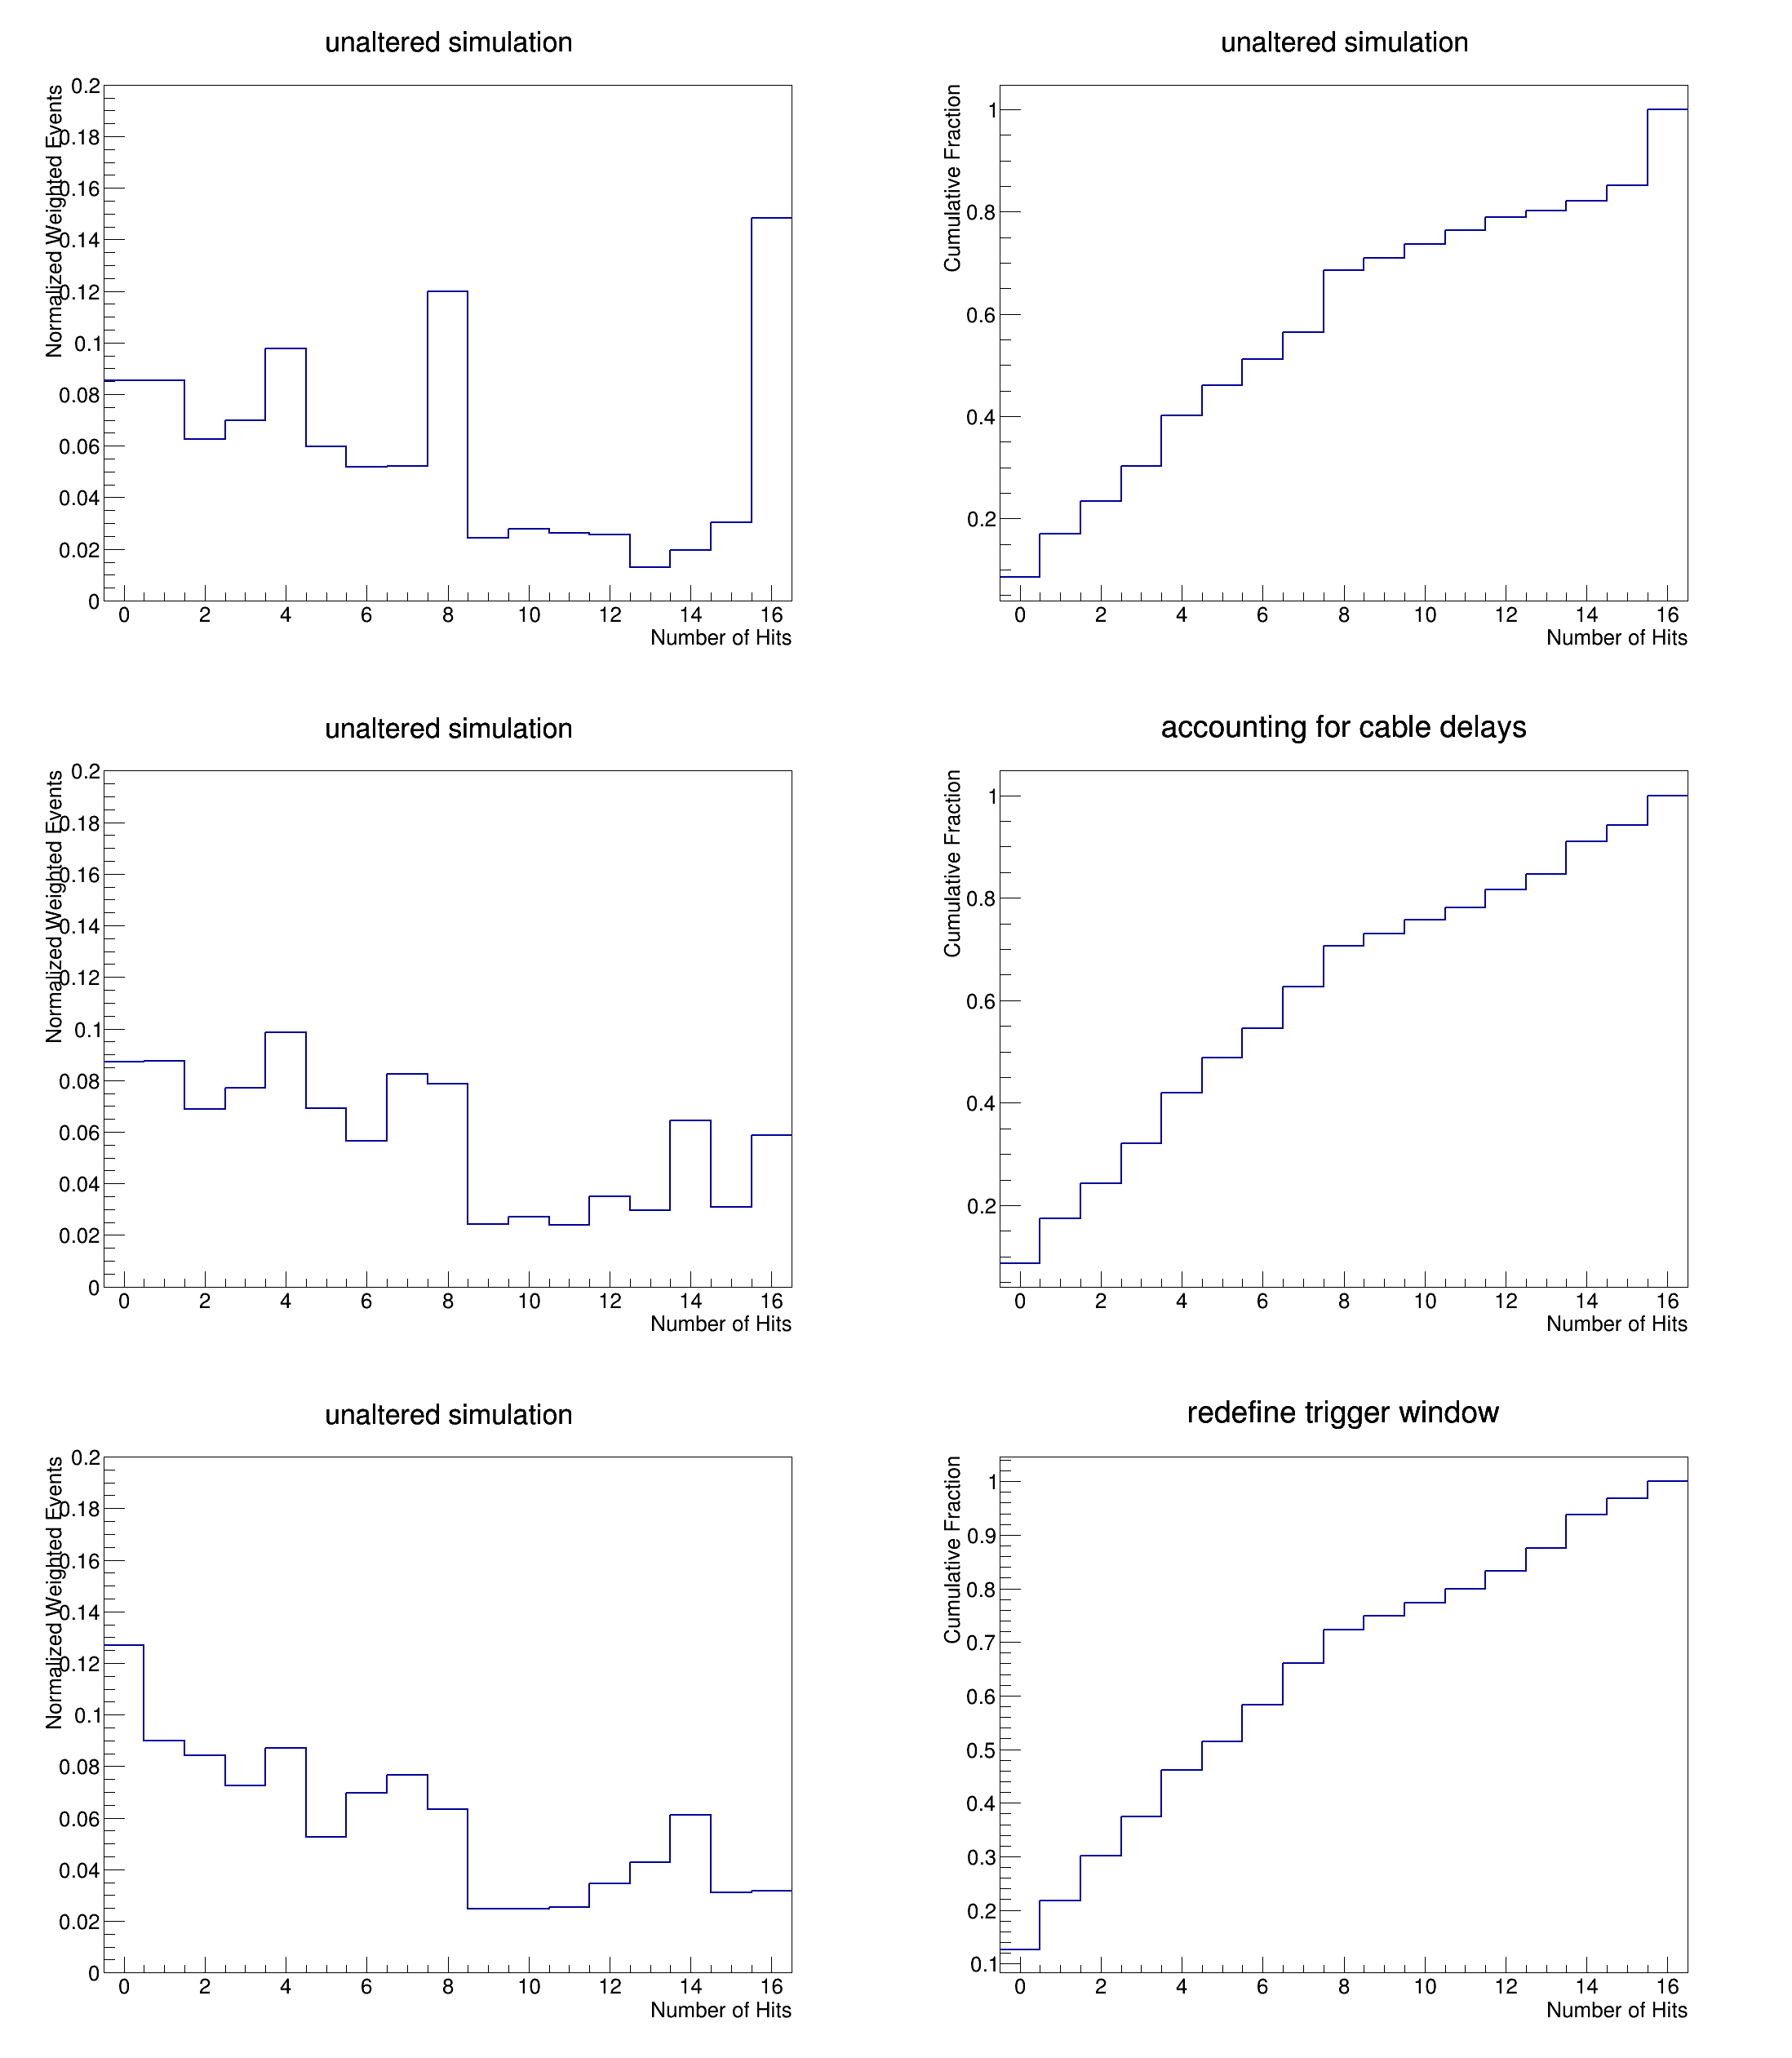 unaltered simulation
Normalized Weighted Events
0.2
0.18
0.16
0.14
0.12
0.1
0.08
0.06
0.04
0.02
0
0 2 4 6 8 10 12 14 16
Number of Hits
unaltered simulation
Cumulative Fraction
1
0.8
0.6
0.4
0.2
0 2 4 6 8 10 12 14 16
Number of Hits
unaltered simulation
Normalized Weighted Events
0.2
0.18
0.16
0.14
0.12
0.1
0.08
0.06
0.04
0.02
0
0 2 4 6 8 10 12 14 16
Number of Hits
accounting for cable delays
Cumulative Fraction
1
0.8
0.6
0.4
0.2
0 2 4 6 8 10 12 14 16
Number of Hits
unaltered simulation
Normalized Weighted Events
0.2
0.18
0.16
0.14
0.12
0.1
0.08
0.06
0.04
0.02
0
0 2 4 6 8 10 12 14 16
Number of Hits
redefine trigger window
Cumulative Fraction
1
0.9
0.8
0.7
0.6
0.5
0.4
0.3
0.2
0.1
0 2 4 6 8 10 12 14 16
Number of Hits